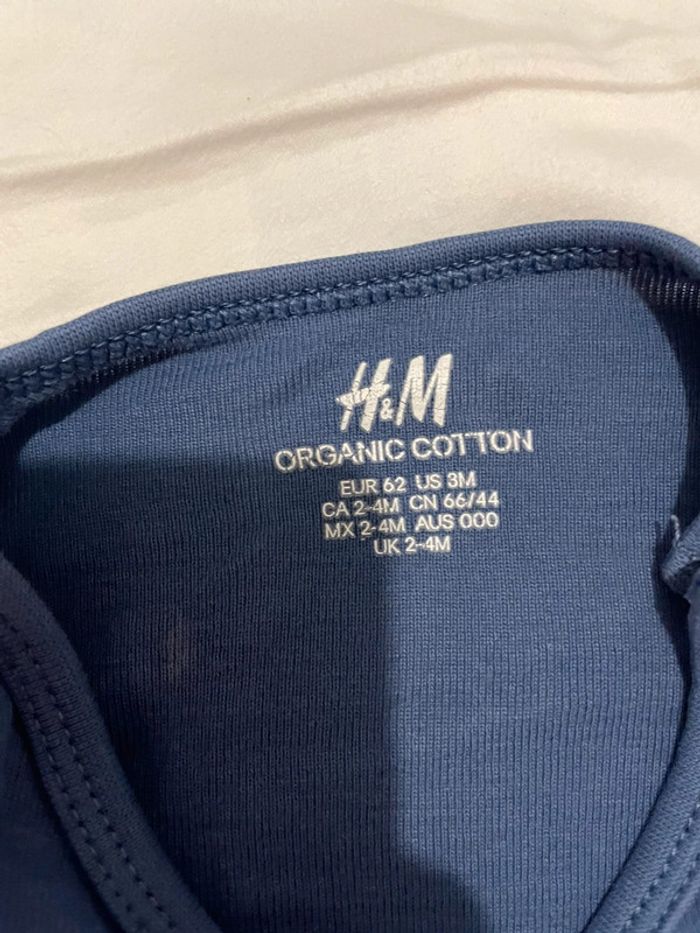 H&M
ORGANIC COTTON
EUR 62 US 3M
CA 2-4M CN 66/44
MX 2-4M AUS 000
UK 2-4M